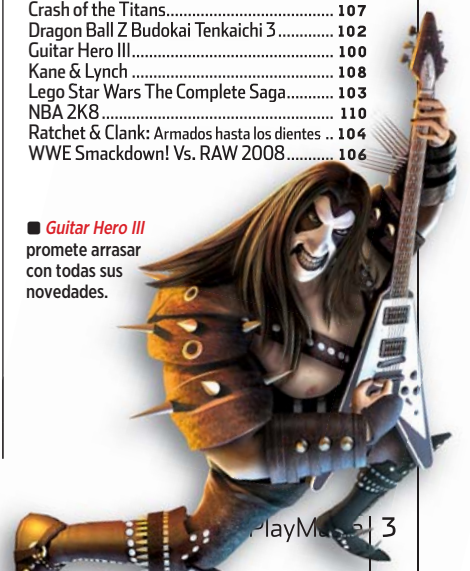 Crash of the Titans.................................... 107
Dragon Ball Z Budokai Tenkaichi 3............. 102
Guitar Hero III............................................ 100
Kane & Lynch ............................................ 108
Lego Star Wars The Complete Saga........... 103
NBA 2K8................................................... 110
Ratchet & Clank: Armados hasta los dientes .. 104
WWE Smackdown! Vs. RAW 2008........... 106
Guitar Hero III
promete arrasar
con todas sus
novedades.
3